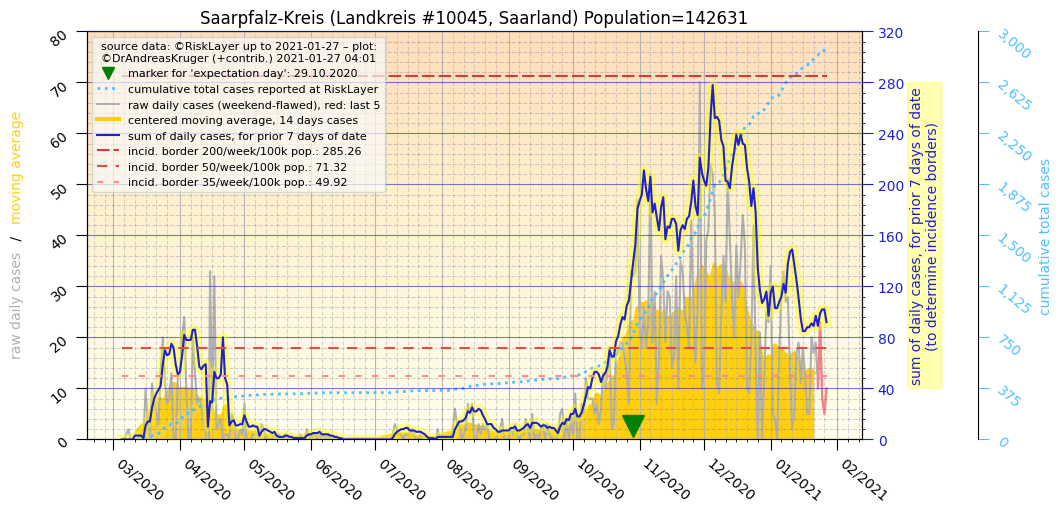 Saarpfalz-Kreis (Landkreis #10045, Saarland) Population=142631
source data: ©RiskLayer up to 2021-01-27 – plot:
©DrAndreasKruger (+contrib.) 2021-01-27 04:01
marker for 'expectation day': 29.10.2020
cumulative total cases reported at RiskLayer
raw daily cases (weekend-flawed), red: last 5
centered moving average, 14 days cases
sum of daily cases, for prior 7 days of date
incid. border 200/week/100k pop.: 285.26
incid. border 50/week/100k pop.: 71.32
incid. border 35/week/100k pop.: 49.92
raw daily cases / moving average
80
70
60
50
40
30
20
10
0
320
280
240
200
160
120
80
40
0
sum of daily cases, for prior 7 days of date
(to determine incidence borders)
3,000
2,625
2,250
1,875
1,500
1,125
750
375
0
cumulative total cases
03/2020
04/2020
05/2020
06/2020
07/2020
08/2020
09/2020
10/2020
11/2020
12/2020
01/2021
02/2021